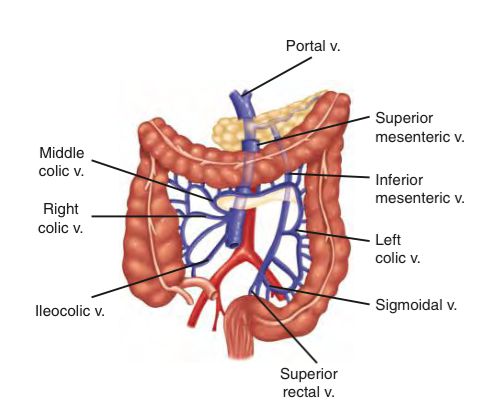 Portal v.
Superior
mesenteric v.
Middle
colic v.
Inferior
mesenteric v.
Right
colic v.
Left
colic v.
Ileocolic v.
Sigmoidal v.
Superior
rectal v.